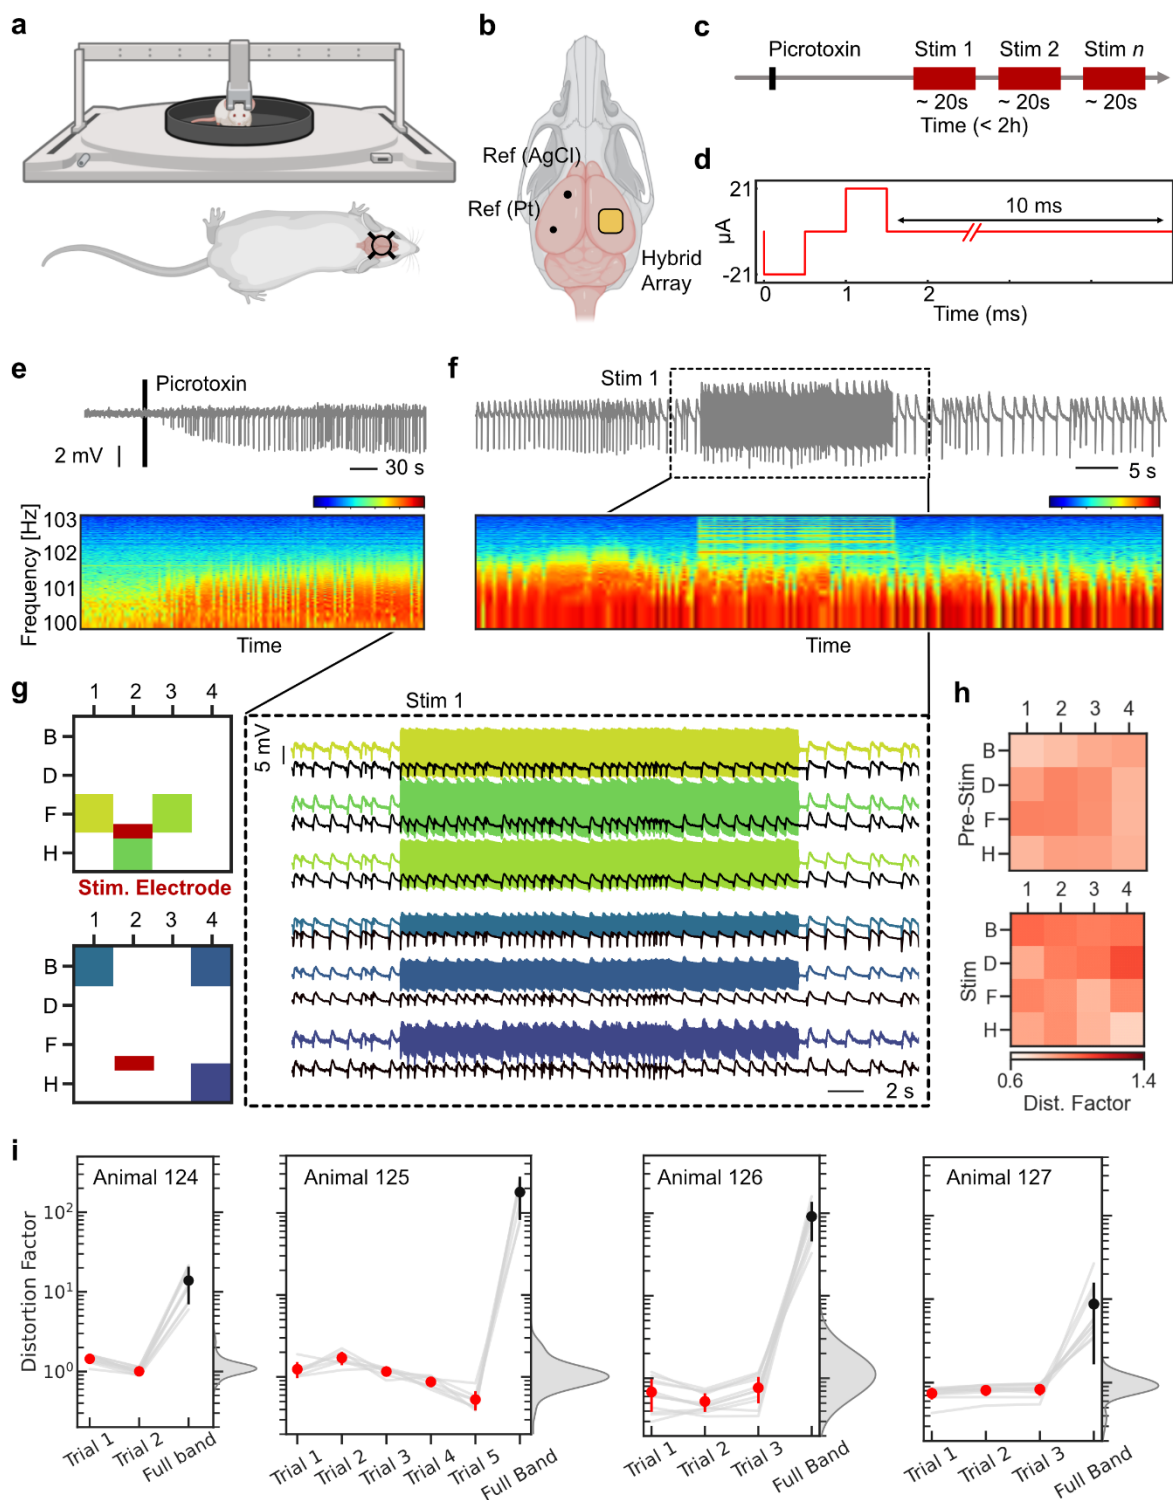 a
b
c
Picrotoxin
Stim 1
Stim 2
Stim n
~ 20s
~ 20s
~ 20s
Time (< 2h)
Ref (AgCl)
Ref (Pt)
Hybrid
Array
d
21
-21
µA
10 ms
0
1
2
Time (ms)
e
Picrotoxin
2 mV
30 s
Frequency [Hz]
103
102
101
100
Time
f
Stim 1
5 s
Time
g
1 2 3 4
B
D
F
H
Stim. Electrode
1 2 3 4
B
D
F
H
Stim 1
5 mV
2 s
h
1 2 3 4
Pre-Stim
B
D
F
H
1 2 3 4
Stim
B
D
F
H
0.6 1.4
Dist. Factor
i
Distortion Factor
10²
10¹
10⁰
Animal 124
Trial 1
Trial 2
Full band
Animal 125
Trial 1
Trial 2
Trial 3
Trial 4
Trial 5
Full Band
Animal 126
Trial 1
Trial 2
Trial 3
Full Band
Animal 127
Trial 1
Trial 2
Trial 3
Full Band